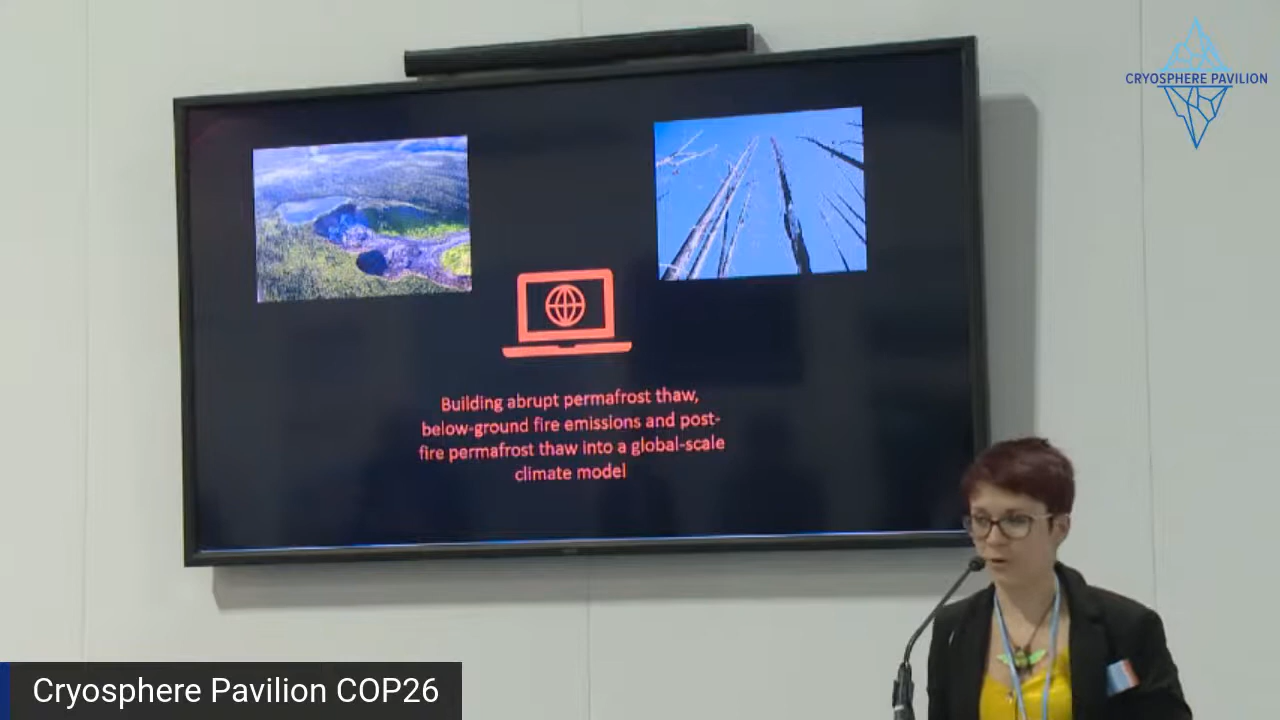 CRYOSPHERE PAVILION
Building abrupt permafrost thaw,
below-ground fire emissions and post-
fire permafrost thaw into a global-scale
climate model
Cryosphere Pavilion COP26